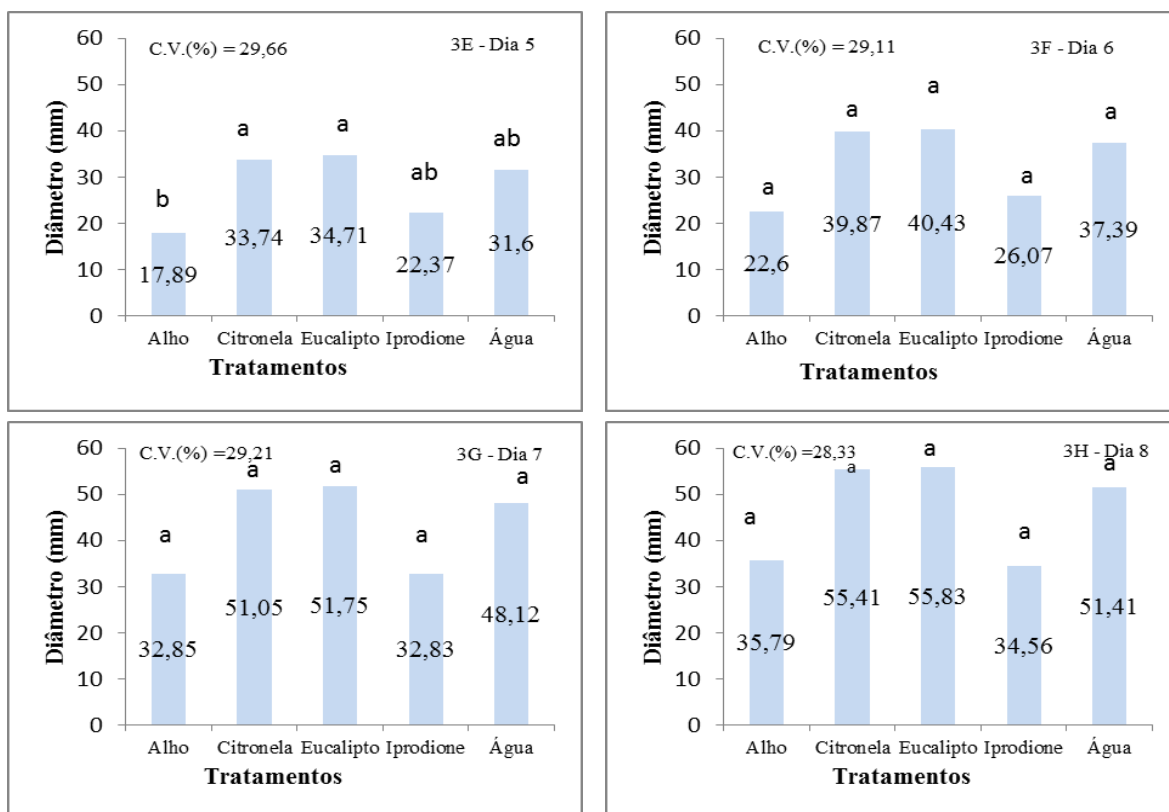 C.V.(%) = 29,66
3E - Dia 5
Diâmetro (mm)
60
50
40
30
20
10
0
b
a
a
ab
ab
17,89
33,74
34,71
22,37
31,6
Alho Citronela Eucalipto Iprodione Água
Tratamentos
C.V.(%) = 29,11
3F - Dia 6
Diâmetro (mm)
60
50
40
30
20
10
0
a
a
a
a
a
22,6
39,87
40,43
26,07
37,39
Alho Citronela Eucalipto Iprodione Água
Tratamentos
C.V.(%) =29,21
3G - Dia 7
Diâmetro (mm)
60
50
40
30
20
10
0
a
a
a
a
a
32,85
51,05
51,75
32,83
48,12
Alho Citronela Eucalipto Iprodione Água
Tratamentos
C.V.(%) =28,33
3H - Dia 8
Diâmetro (mm)
60
50
40
30
20
10
0
a
a
a
a
a
35,79
55,41
55,83
34,56
51,41
Alho Citronela Eucalipto Iprodione Água
Tratamentos